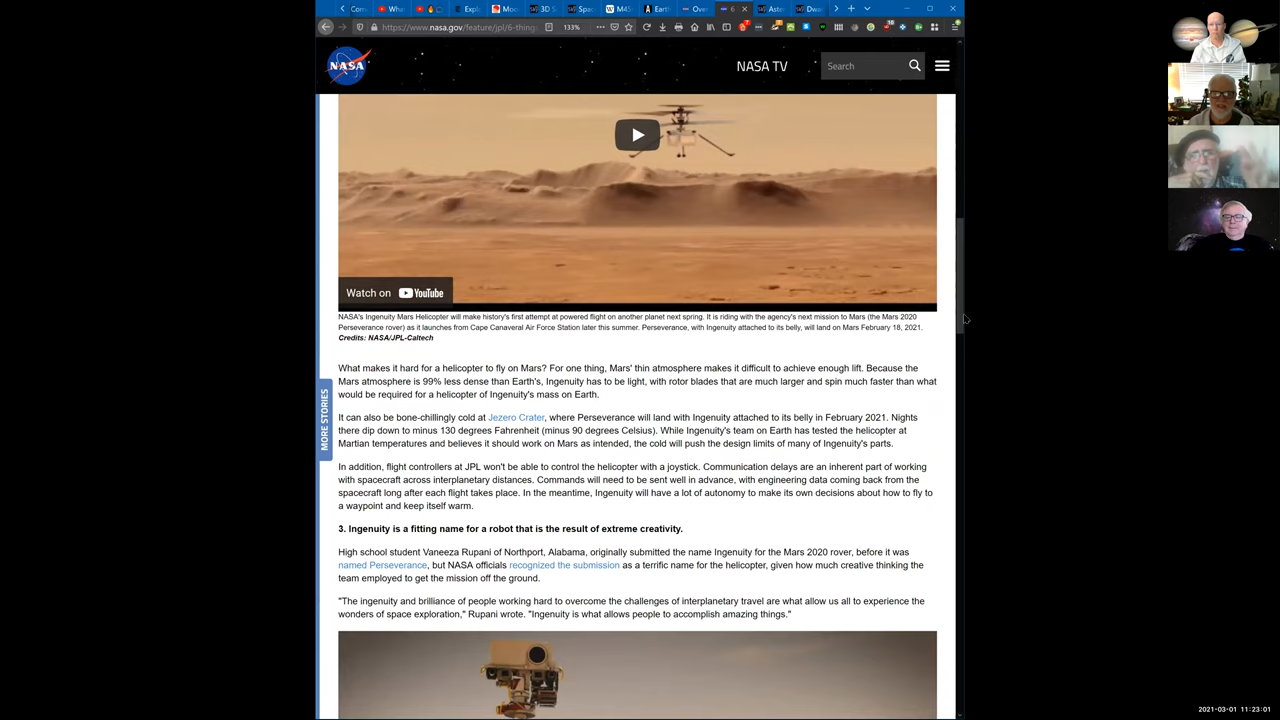 Con
Wha
Expl
Moo
3D S
Spac
M45
Earth
Over
6
Aster
Dwar
https://www.nasa.gov/feature/jpl/6-things
133%
NASA
NASA TV
Search
Watch on YouTube
NASA's Ingenuity Mars Helicopter will make history's first attempt at powered flight on another planet next spring. It is riding with the agency's next mission to Mars (the Mars 2020
Perseverance rover) as it launches from Cape Canaveral Air Force Station later this summer. Perseverance, with Ingenuity attached to its belly, will land on Mars February 18, 2021.
Credits: NASA/JPL-Caltech
What makes it hard for a helicopter to fly on Mars? For one thing, Mars' thin atmosphere makes it difficult to achieve enough lift. Because the
Mars atmosphere is 99% less dense than Earth's, Ingenuity has to be light, with rotor blades that are much larger and spin much faster than what
would be required for a helicopter of Ingenuity's mass on Earth.
MORE STORIES
It can also be bone-chillingly cold at Jezero Crater, where Perseverance will land with Ingenuity attached to its belly in February 2021. Nights
there dip down to minus 130 degrees Fahrenheit (minus 90 degrees Celsius). While Ingenuity's team on Earth has tested the helicopter at
Martian temperatures and believes it should work on Mars as intended, the cold will push the design limits of many of Ingenuity's parts.
In addition, flight controllers at JPL won't be able to control the helicopter with a joystick. Communication delays are an inherent part of working
with spacecraft across interplanetary distances. Commands will need to be sent well in advance, with engineering data coming back from the
spacecraft long after each flight takes place. In the meantime, Ingenuity will have a lot of autonomy to make its own decisions about how to fly to
a waypoint and keep itself warm.
3. Ingenuity is a fitting name for a robot that is the result of extreme creativity.
High school student Vaneeza Rupani of Northport, Alabama, originally submitted the name Ingenuity for the Mars 2020 rover, before it was
named Perseverance, but NASA officials recognized the submission as a terrific name for the helicopter, given how much creative thinking the
team employed to get the mission off the ground.
"The ingenuity and brilliance of people working hard to overcome the challenges of interplanetary travel are what allow us all to experience the
wonders of space exploration," Rupani wrote. "Ingenuity is what allows people to accomplish amazing things."
2021-03-01 11:23:01